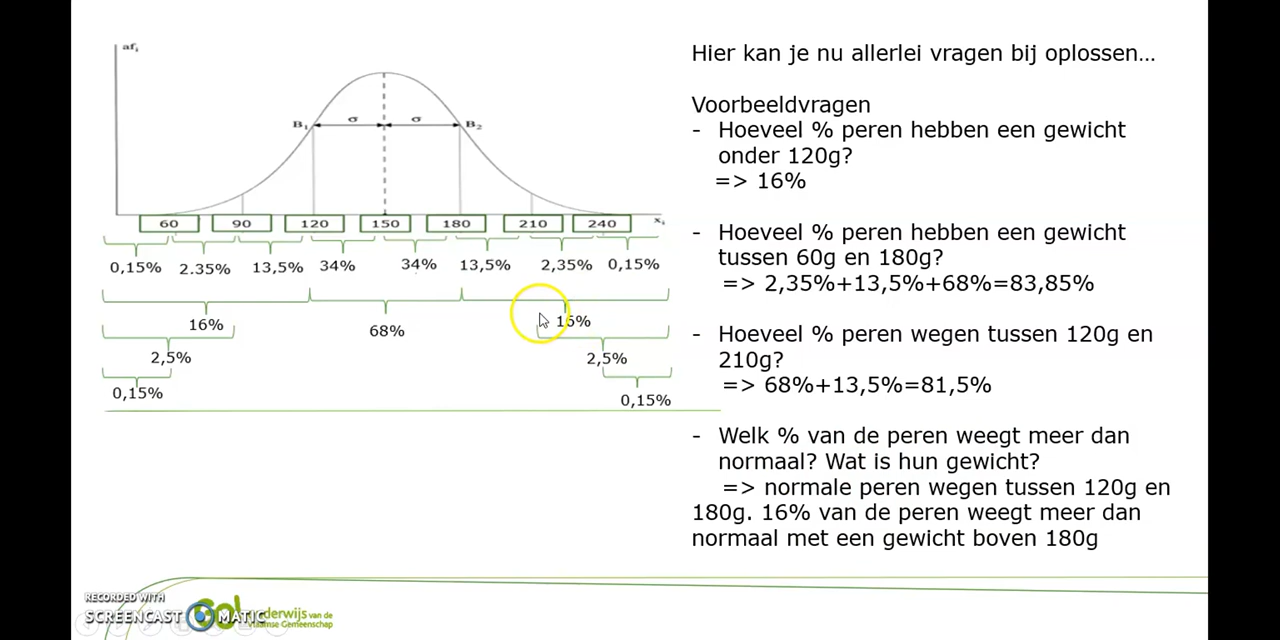 af i
B₁ σ σ B₂
60 90 120 150 180 210 240 xᵢ
0,15% 2.35% 13,5% 34% 34% 13,5% 2,35% 0,15%
16% 68% 16%
2,5% 2,5%
0,15% 0,15%
Hier kan je nu allerlei vragen bij oplossen…
Voorbeeldvragen
- Hoeveel % peren hebben een gewicht
onder 120g?
=> 16%
- Hoeveel % peren hebben een gewicht
tussen 60g en 180g?
=> 2,35%+13,5%+68%=83,85%
- Hoeveel % peren wegen tussen 120g en
210g?
=> 68%+13,5%=81,5%
- Welk % van de peren weegt meer dan
normaal? Wat is hun gewicht?
=> normale peren wegen tussen 120g en
180g. 16% van de peren weegt meer dan
normaal met een gewicht boven 180g
RECORDED WITH
SCREENCAST MATIC
derwijs van de
Vlaamse Gemeenschap